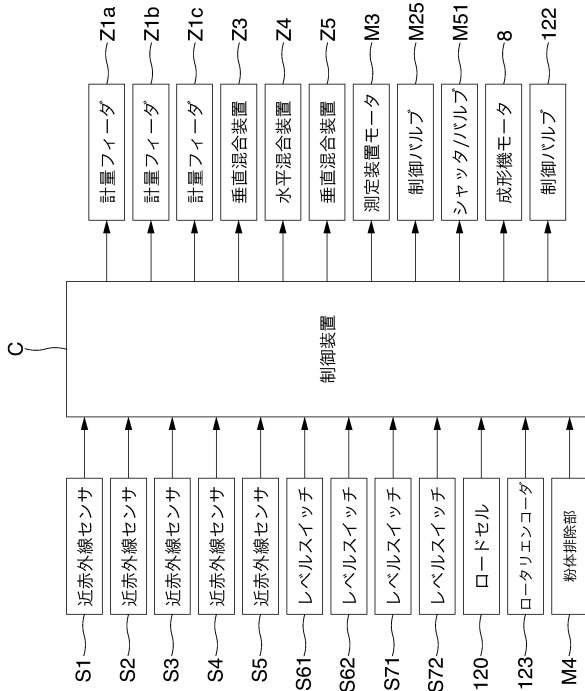 C
制御装置
S1 近赤外線センサ
S2 近赤外線センサ
S3 近赤外線センサ
S4 近赤外線センサ
S5 近赤外線センサ
S61 レベルスイッチ
S62 レベルスイッチ
S71 レベルスイッチ
S72 レベルスイッチ
120 ロードセル
123 ロータリエンコーダ
M4 粉体排除部
計量フィーダ Z1a
計量フィーダ Z1b
計量フィーダ Z1c
垂直混合装置 Z3
水平混合装置 Z4
垂直混合装置 Z5
測定装置モータ M3
制御バルブ M25
シャッタ/バルブ M51
成形機モータ 8
制御バルブ 122